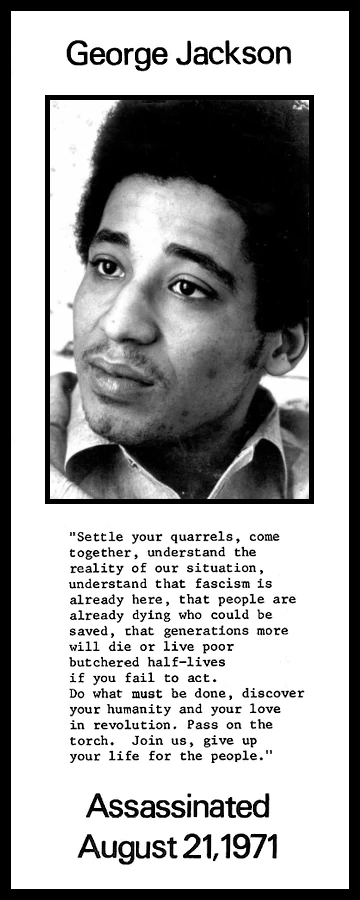 George Jackson
"Settle your quarrels, come
together, understand the
reality of our situation,
understand that fascism is
already here, that people are
already dying who could be
saved, that generations more
will die or live poor
butchered half-lives
if you fail to act.
Do what must be done, discover
your humanity and your love
in revolution. Pass on the
torch.  Join us, give up
your life for the people."
Assassinated
August 21,1971